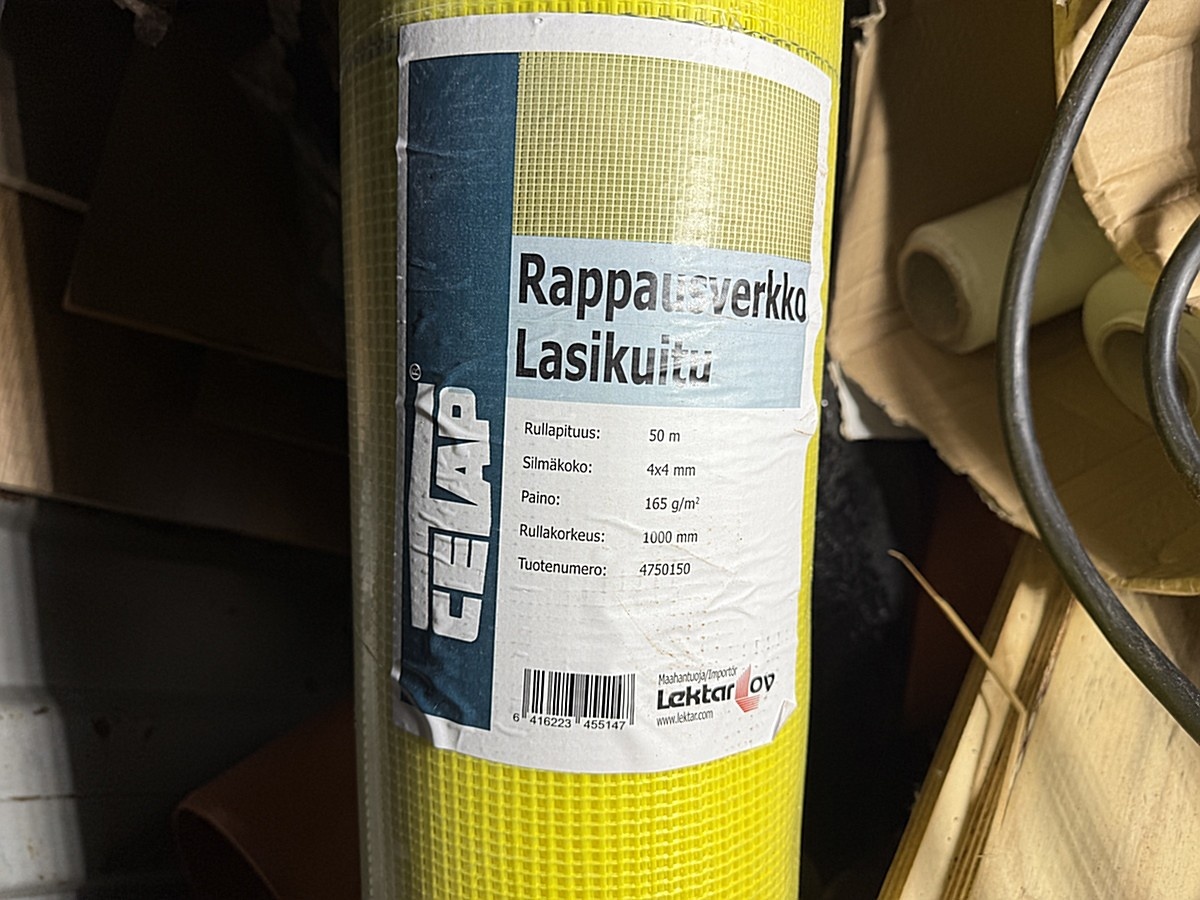 Rappausverkko
Lasikuitu
CELAP®
Rullapituus: 50 m
Silmäkoko: 4x4 mm
Paino: 165 g/m²
Rullakorkeus: 1000 mm
Tuotenumero: 4750150
6 416223 455147
Maahantuoja/Importör
Lektar OY
www.lektar.com